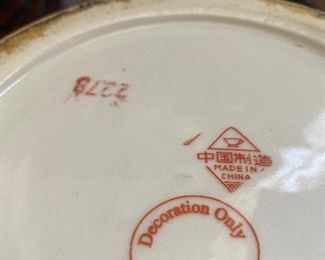 2278
中国制造
MADE IN
CHINA
Decoration Only